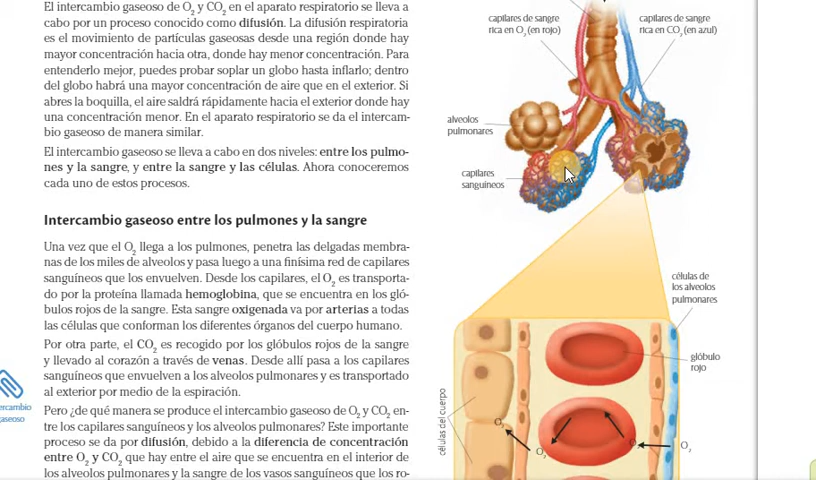 El intercambio gaseoso de O₂ y CO₂ en el aparato respiratorio se lleva a
cabo por un proceso conocido como difusión. La difusión respiratoria
es el movimiento de partículas gaseosas desde una región donde hay
mayor concentración hacia otra, donde hay menor concentración. Para
entenderlo mejor, puedes probar soplar un globo hasta inflarlo; dentro
del globo habrá una mayor concentración de aire que en el exterior. Si
abres la boquilla, el aire saldrá rápidamente hacia el exterior donde hay
una concentración menor. En el aparato respiratorio se da el intercam-
bio gaseoso de manera similar.
El intercambio gaseoso se lleva a cabo en dos niveles: entre los pulmo-
nes y la sangre, y entre la sangre y las células. Ahora conoceremos
cada uno de estos procesos.
Intercambio gaseoso entre los pulmones y la sangre
Una vez que el O₂ llega a los pulmones, penetra las delgadas membra-
nas de los miles de alveolos y pasa luego a una finísima red de capilares
sanguíneos que los envuelven. Desde los capilares, el O₂ es transporta-
do por la proteína llamada hemoglobina, que se encuentra en los gló-
bulos rojos de la sangre. Esta sangre oxigenada va por arterias a todas
las células que conforman los diferentes órganos del cuerpo humano.
Por otra parte, el CO₂ es recogido por los glóbulos rojos de la sangre
y llevado al corazón a través de venas. Desde allí pasa a los capilares
sanguíneos que envuelven a los alveolos pulmonares y es transportado
al exterior por medio de la espiración.
Pero ¿de qué manera se produce el intercambio gaseoso de O₂ y CO₂ en-
tre los capilares sanguíneos y los alveolos pulmonares? Este importante
proceso se da por difusión, debido a la diferencia de concentración
entre O₂ y CO₂ que hay entre el aire que se encuentra en el interior de
los alveolos pulmonares y la sangre de los vasos sanguíneos que los ro-
ercambio
aseoso
capilares de sangre
rica en O₂ (en rojo)
capilares de sangre
rica en CO₂ (en azul)
alveolos
pulmonares
capilares
sanguíneos
células de
los alveolos
pulmonares
glóbulo
rojo
células del cuerpo
O₂
O₂
O₂
O₂